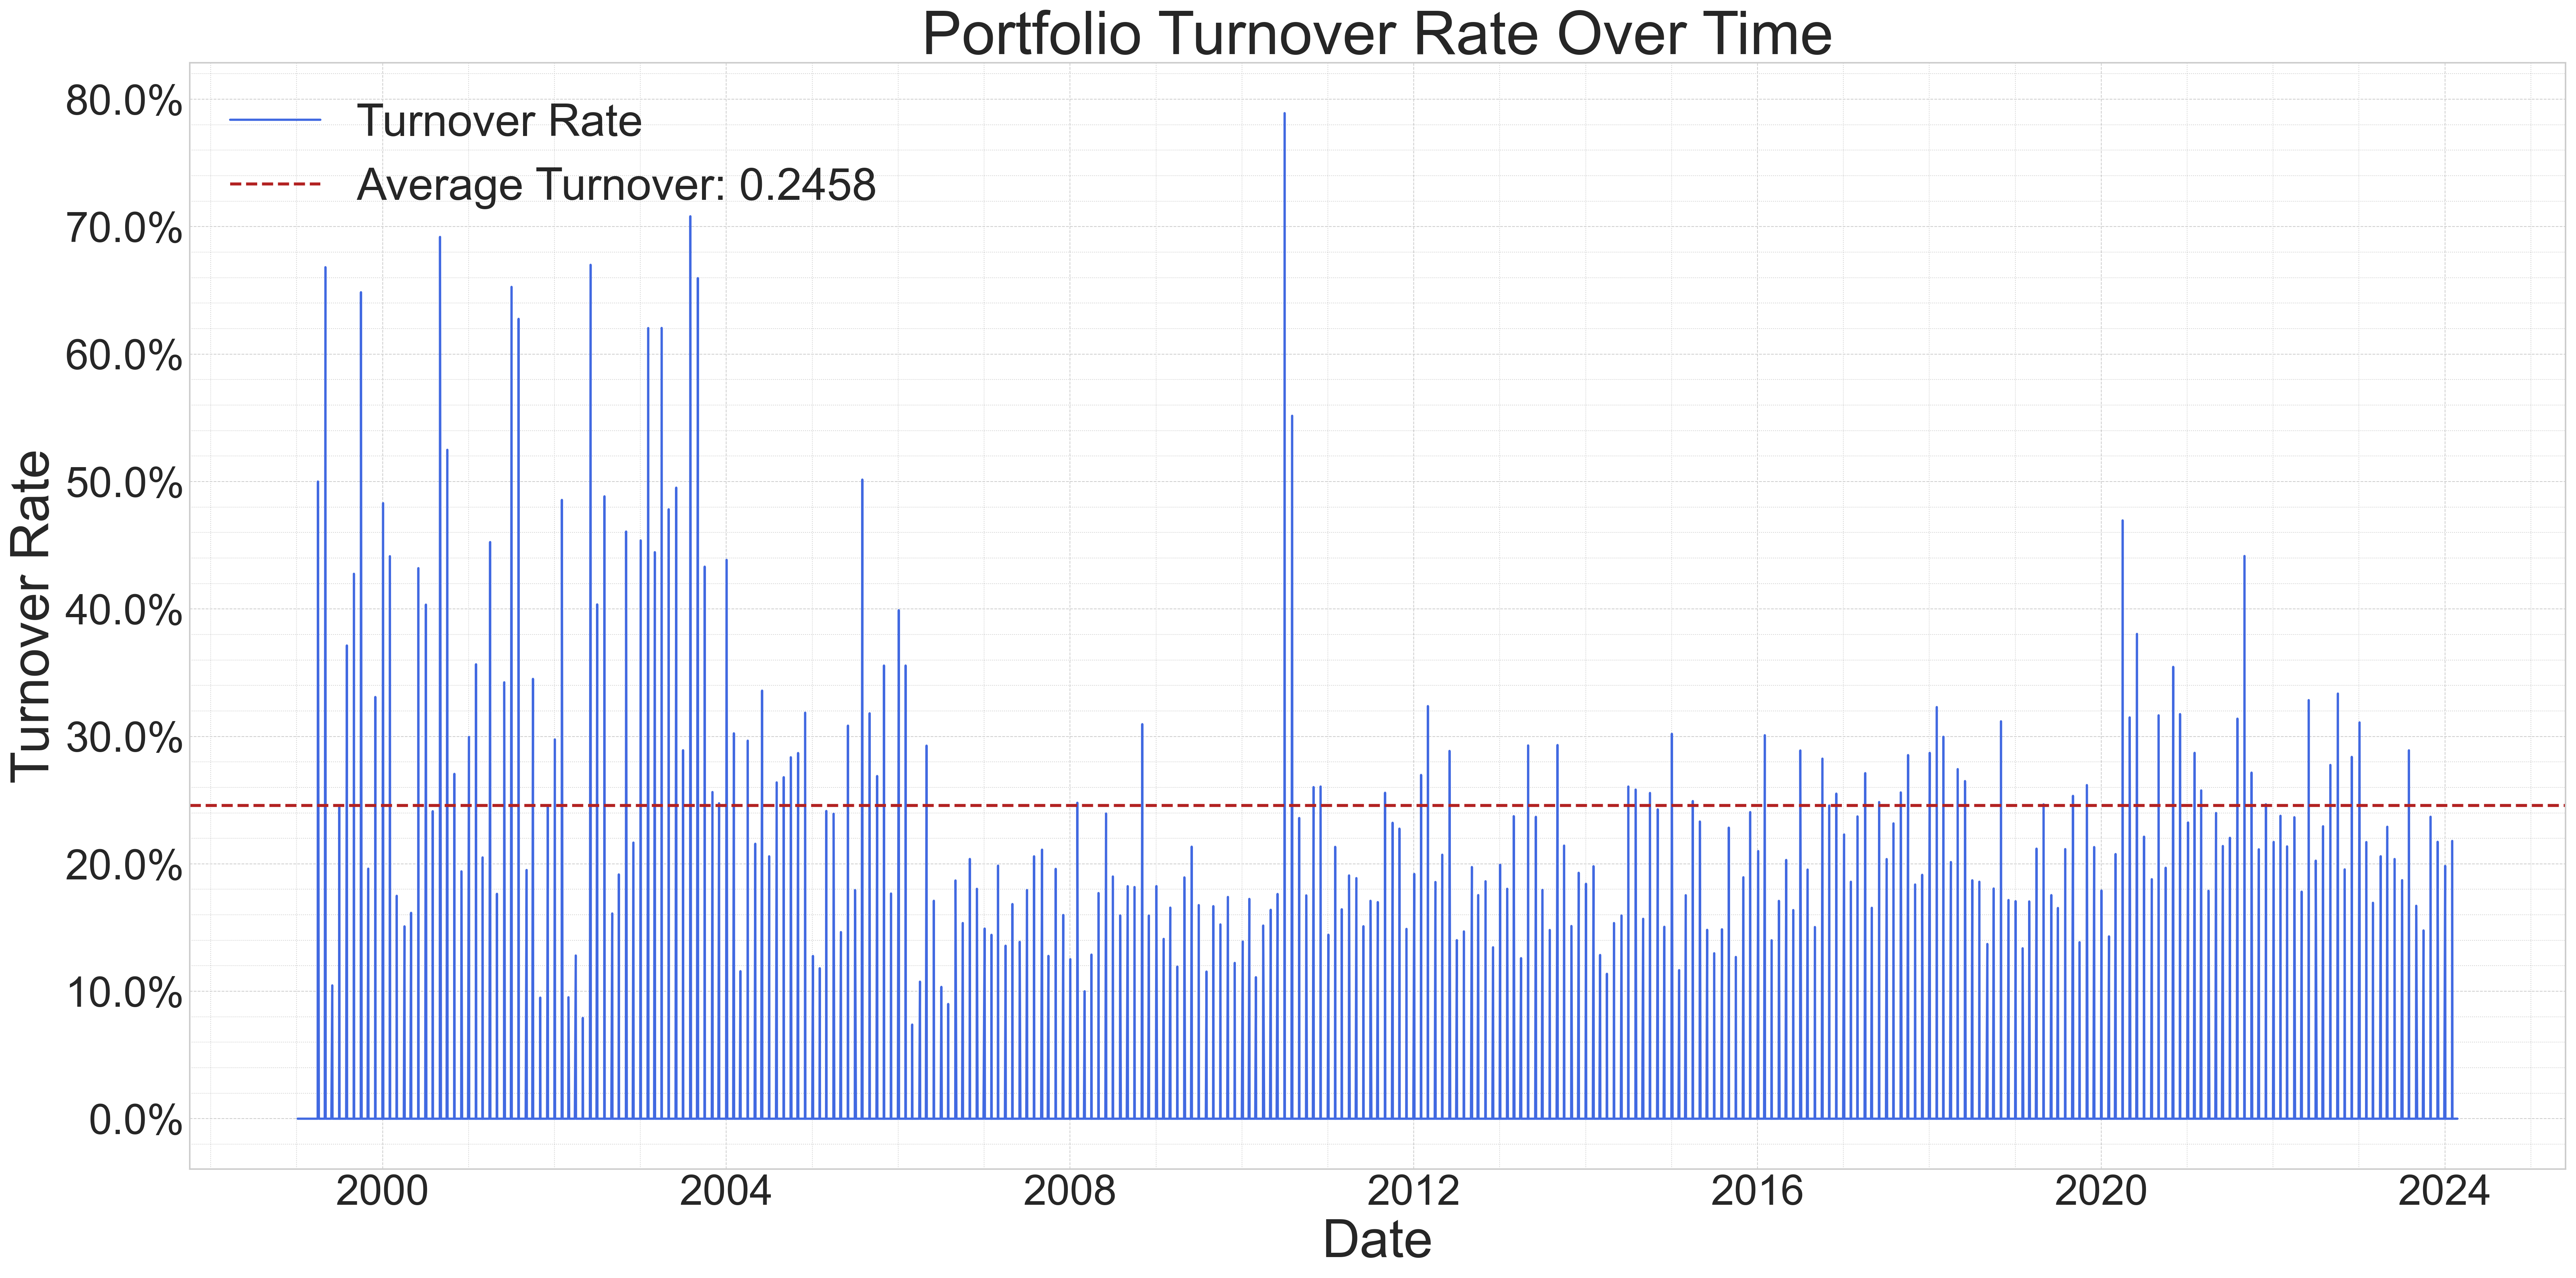 Portfolio Turnover Rate Over Time
Turnover Rate
Average Turnover: 0.2458
Turnover Rate
80.0%
70.0%
60.0%
50.0%
40.0%
30.0%
20.0%
10.0%
0.0%
2000 2004 2008 2012 2016 2020 2024
Date